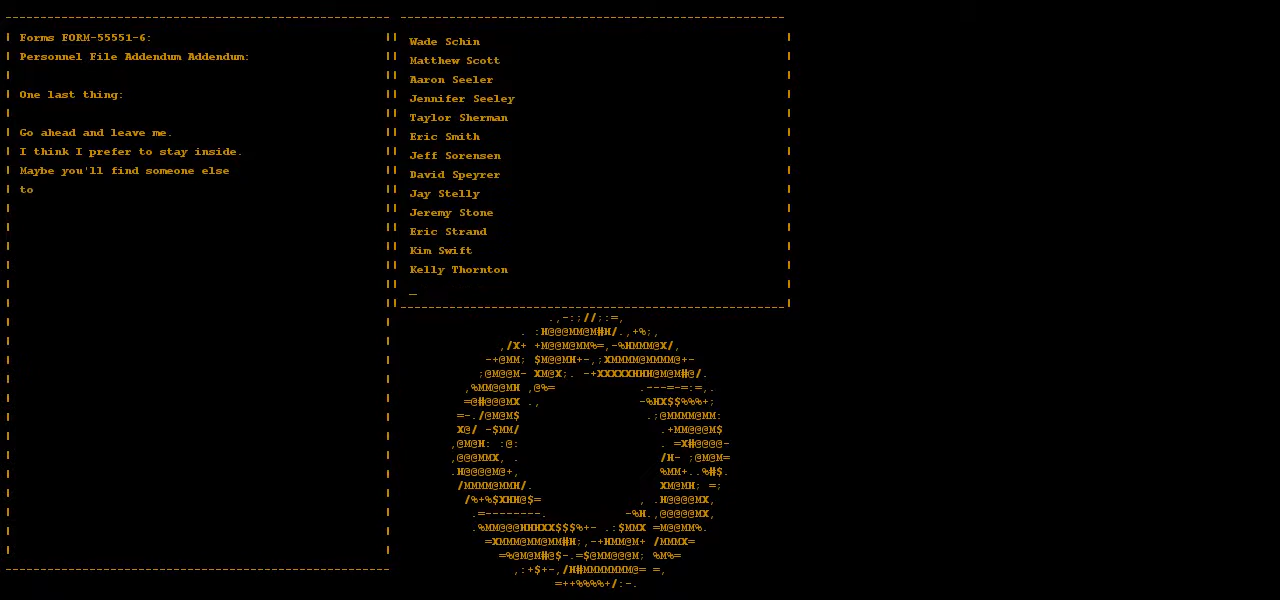 Forms FORM-55551-6:
Personnel File Addendum Addendum:
One last thing:
Go ahead and leave me.
I think I prefer to stay inside.
Maybe you'll find someone else
to
Wade Schin
Matthew Scott
Aaron Seeler
Jennifer Seeley
Taylor Sherman
Eric Smith
Jeff Sorensen
David Speyrer
Jay Stelly
Jeremy Stone
Eric Strand
Kim Swift
Kelly Thornton
_